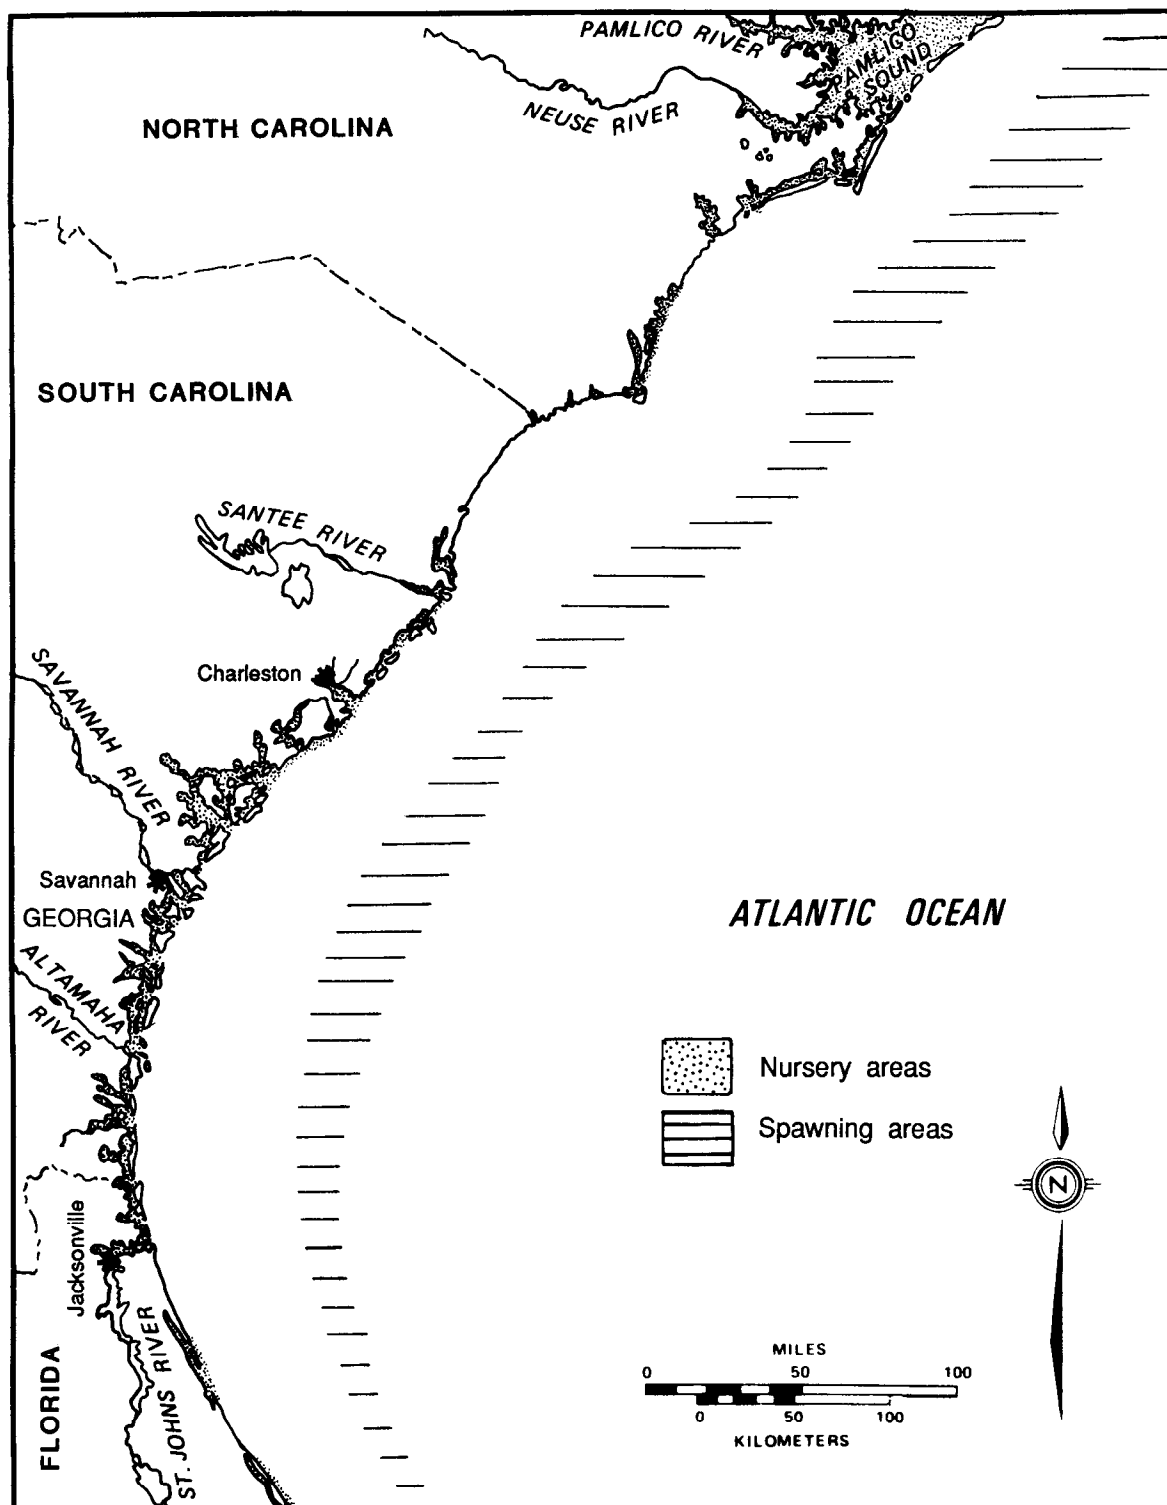 PAMLICO RIVER
PAMLICO
SOUND
NEUSE RIVER
NORTH CAROLINA
SOUTH CAROLINA
SANTEE RIVER
Charleston
SAVANNAH RIVER
Savannah
GEORGIA
ATLANTIC OCEAN
ALTAMAHA
RIVER
Nursery areas
Spawning areas
N
Jacksonville
ST. JOHNS RIVER
FLORIDA
MILES
0 50 100
0 50 100
KILOMETERS